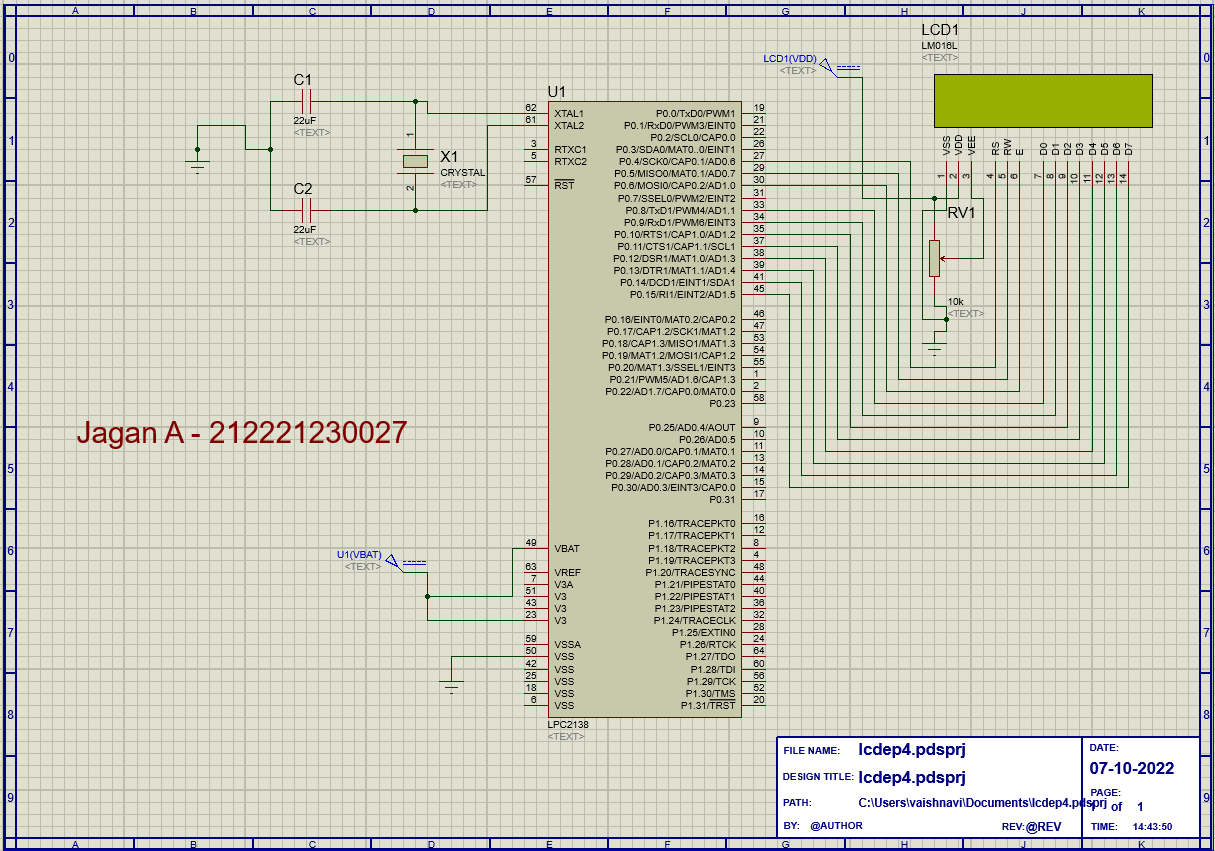 A B C D E F G H J K
0 0
1 1
2 2
3 3
4 4
5 5
6 6
7 7
8 8
9 9
LCD1
LM016L
<TEXT>
LCD1(VDD)
<TEXT>
VSS VDD VEE RS RW E D0 D1 D2 D3 D4 D5 D6 D7
1 2 3 4 5 6 7 8 9 10 11 12 13 14
RV1
10k
<TEXT>
C1
22uF
<TEXT>
C2
22uF
<TEXT>
1
X1
CRYSTAL
<TEXT>
2
U1
62 XTAL1
61 XTAL2
3 RTXC1
5 RTXC2
57 RST
49 VBAT
63 VREF
7 V3A
51 V3
43 V3
23 V3
59 VSSA
50 VSS
42 VSS
25 VSS
18 VSS
6 VSS
P0.0/TxD0/PWM1 19
P0.1/RxD0/PWM3/EINT0 21
P0.2/SCL0/CAP0.0 22
P0.3/SDA0/MAT0..0/EINT1 26
P0.4/SCK0/CAP0.1/AD0.6 27
P0.5/MISO0/MAT0.1/AD0.7 29
P0.6/MOSI0/CAP0.2/AD1.0 30
P0.7/SSEL0/PWM2/EINT2 31
P0.8/TxD1/PWM4/AD1.1 33
P0.9/RxD1/PWM6/EINT3 34
P0.10/RTS1/CAP1.0/AD1.2 35
P0.11/CTS1/CAP1.1/SCL1 37
P0.12/DSR1/MAT1.0/AD1.3 38
P0.13/DTR1/MAT1.1/AD1.4 39
P0.14/DCD1/EINT1/SDA1 41
P0.15/RI1/EINT2/AD1.5 45
P0.16/EINT0/MAT0.2/CAP0.2 46
P0.17/CAP1.2/SCK1/MAT1.2 47
P0.18/CAP1.3/MISO1/MAT1.3 53
P0.19/MAT1.2/MOSI1/CAP1.2 54
P0.20/MAT1.3/SSEL1/EINT3 55
P0.21/PWM5/AD1.6/CAP1.3 1
P0.22/AD1.7/CAP0.0/MAT0.0 2
P0.23 58
P0.25/AD0.4/AOUT 9
P0.26/AD0.5 10
P0.27/AD0.0/CAP0.1/MAT0.1 11
P0.28/AD0.1/CAP0.2/MAT0.2 13
P0.29/AD0.2/CAP0.3/MAT0.3 14
P0.30/AD0.3/EINT3/CAP0.0 15
P0.31 17
P1.16/TRACEPKT0 16
P1.17/TRACEPKT1 12
P1.18/TRACEPKT2 8
P1.19/TRACEPKT3 4
P1.20/TRACESYNC 48
P1.21/PIPESTAT0 44
P1.22/PIPESTAT1 40
P1.23/PIPESTAT2 36
P1.24/TRACECLK 32
P1.25/EXTIN0 28
P1.26/RTCK 24
P1.27/TDO 64
P1.28/TDI 60
P1.29/TCK 56
P1.30/TMS 52
P1.31/TRST 20
LPC2138
<TEXT>
Jagan A - 212221230027
U1(VBAT)
<TEXT>
FILE NAME: lcdep4.pdsprj
DESIGN TITLE: lcdep4.pdsprj
PATH: C:\Users\vaishnavi\Documents\lcdep4.pdsprj
BY: @AUTHOR REV:@REV
DATE:
07-10-2022
PAGE:
1 of 1
TIME: 14:43:50
A B C D E F G H J K